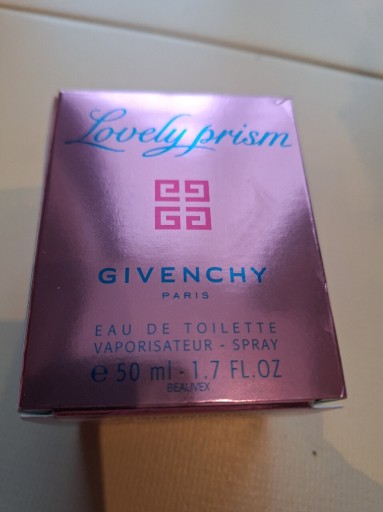 Lovely prism
GIVENCHY
PARIS
EAU DE TOILETTE
VAPORISATEUR - SPRAY
e 50 ml - 1.7 FL.OZ
BEAUVEX